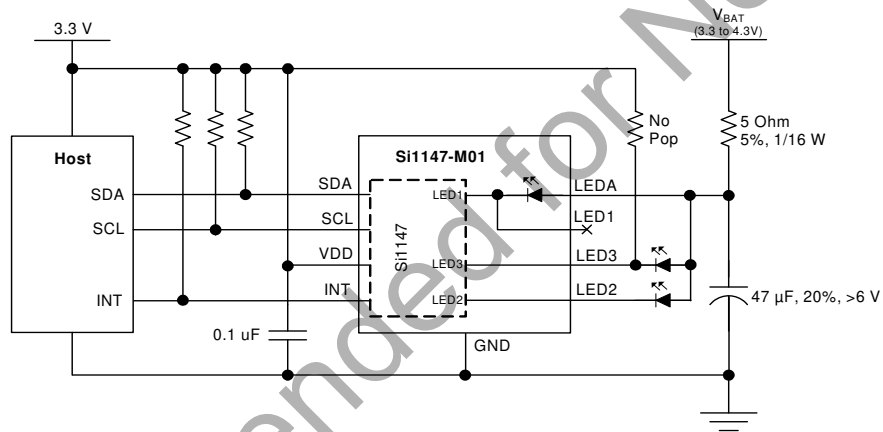 3.3 V
VBAT
(3.3 to 4.3V)
No
Pop
5 Ohm
5%, 1/16 W
Host
Si1147-M01
SDA
SDA
LED1
LEDA
SCL
SCL
LED1
Si1147
VDD
LED3
LED3
INT
INT
LED2
LED2
47 µF, 20%, >6 V
0.1 uF
GND
ended for N